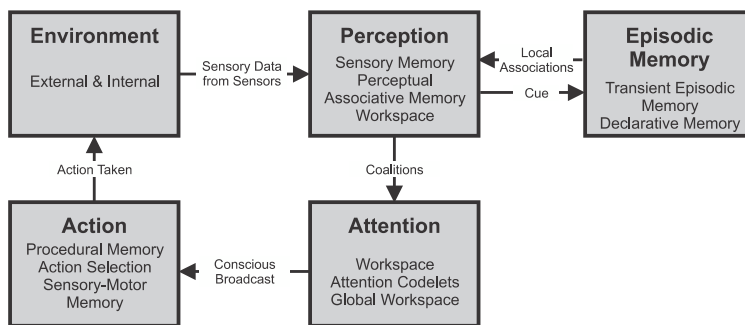 Environment
External & Internal
Sensory Data
from Sensors
Perception
Sensory Memory
Perceptual
Associative Memory
Workspace
Local
Associations
Cue
Episodic
Memory
Transient Episodic
Memory
Declarative Memory
Action Taken
Coalitions
Action
Procedural Memory
Action Selection
Sensory-Motor
Memory
Conscious
Broadcast
Attention
Workspace
Attention Codelets
Global Workspace